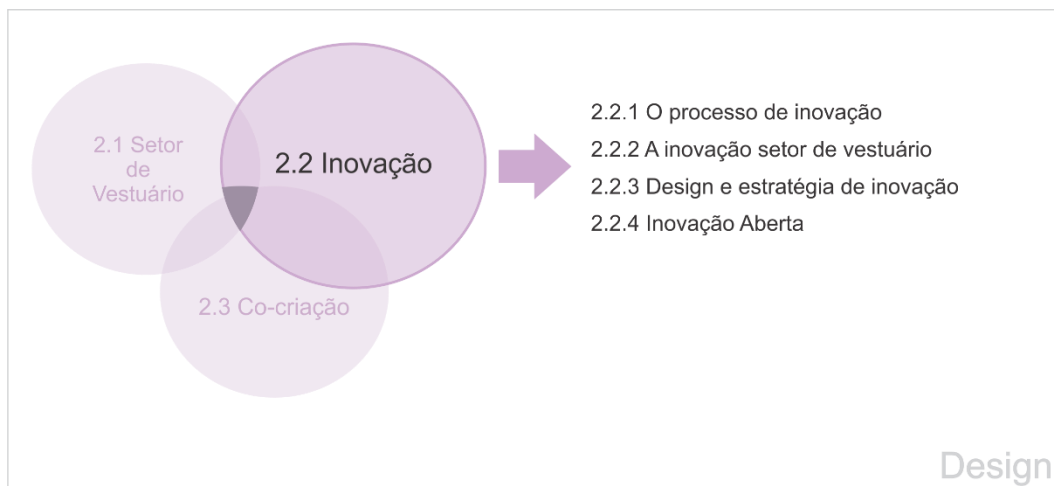 2.1 Setor
de
Vestuário
2.2 Inovação
2.3 Co-criação
2.2.1 O processo de inovação
2.2.2 A inovação setor de vestuário
2.2.3 Design e estratégia de inovação
2.2.4 Inovação Aberta
Design